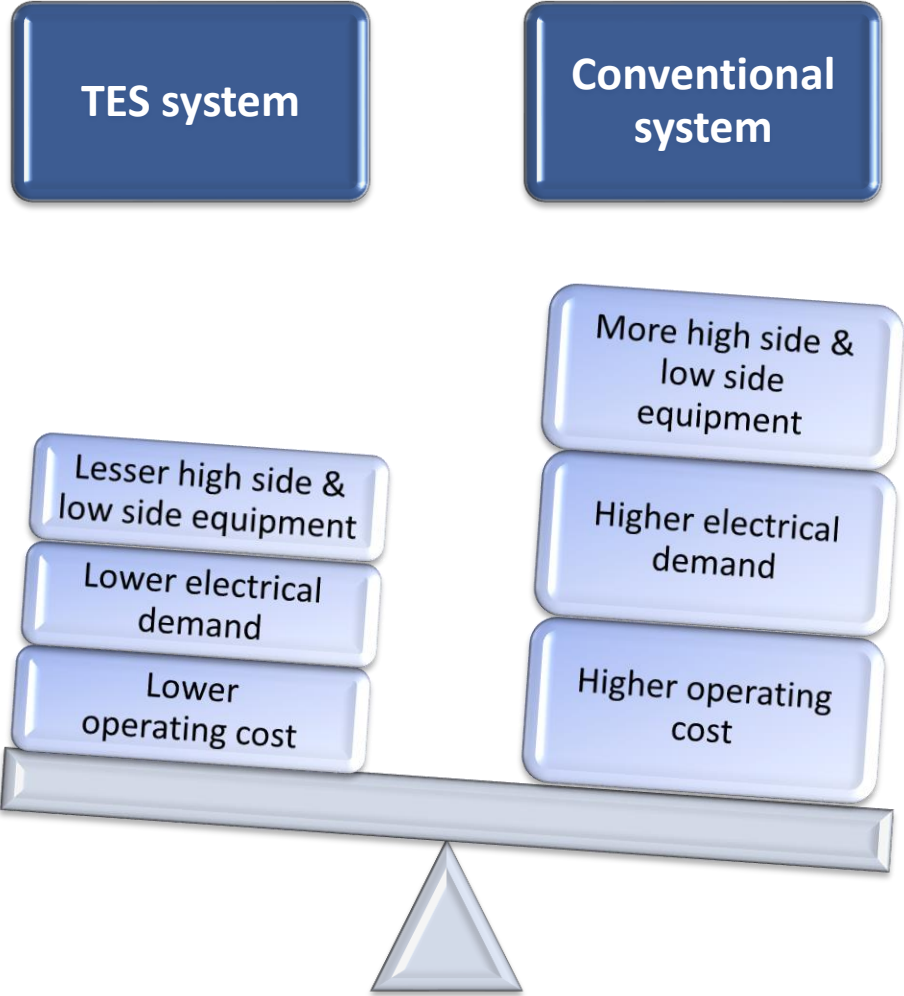 TES system
Conventional
system
Lesser high side &
low side equipment
Lower electrical
demand
Lower
operating cost
More high side &
low side
equipment
Higher electrical
demand
Higher operating
cost